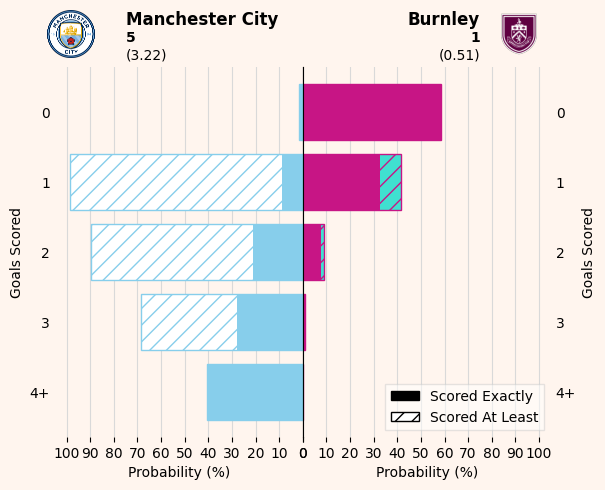 Manchester City
5
(3.22)
Burnley
1
(0.51)
Goals Scored
0
1
2
3
4+
0
1
2
3
4+
Goals Scored
Scored Exactly
Scored At Least
100 90 80 70 60 50 40 30 20 10 0
0 10 20 30 40 50 60 70 80 90 100
Probability (%)
Probability (%)